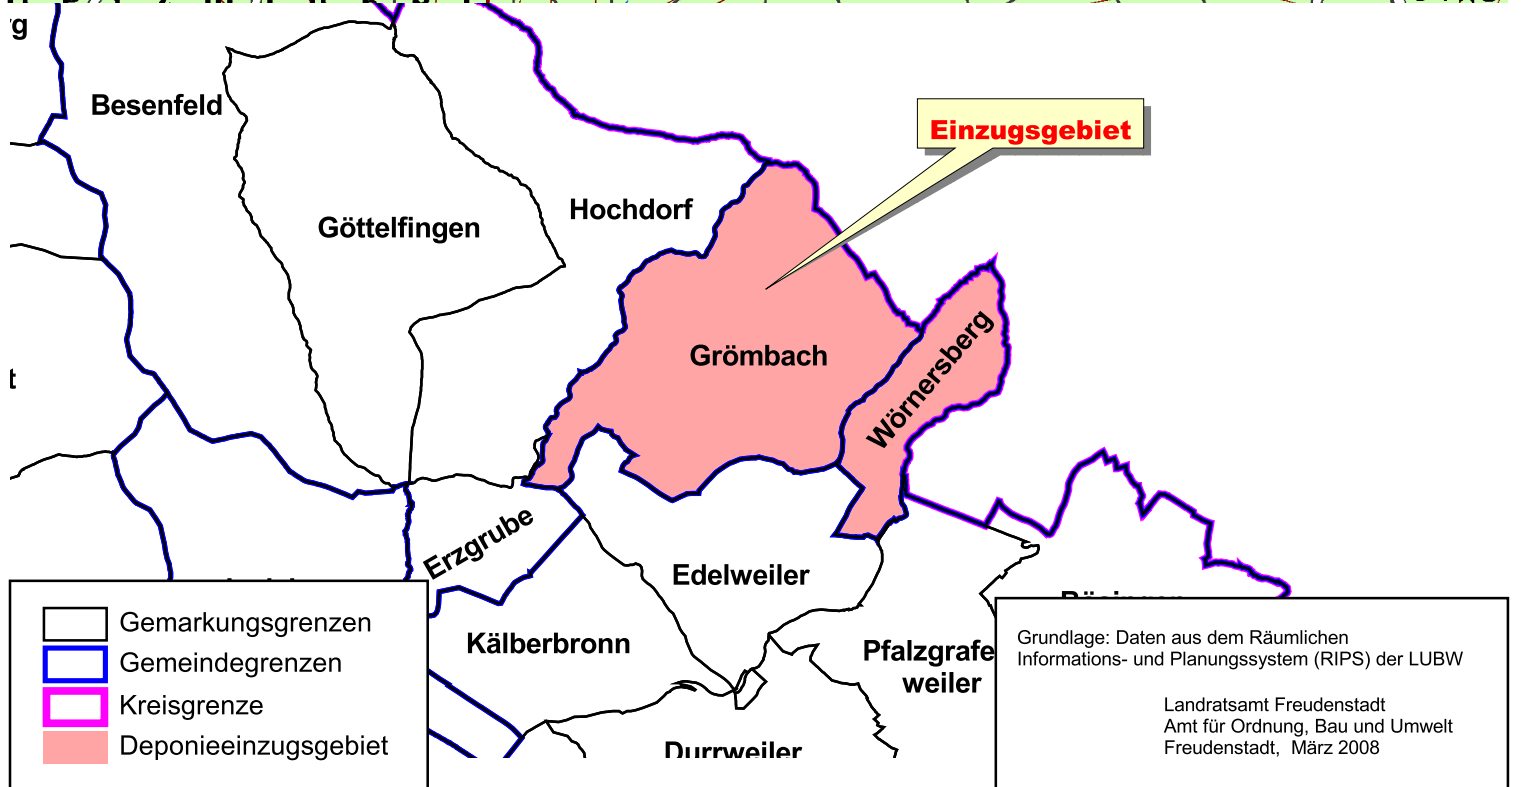 Besenfeld
Einzugsgebiet
Hochdorf
Göttelfingen
Grömbach
Wörnersberg
Erzgrube
Edelweiler
Kälberbronn
Pfalzgrafe
weiler
Durrweiler
Gemarkungsgrenzen
Gemeindegrenzen
Kreisgrenze
Deponieeinzugsgebiet
Grundlage: Daten aus dem Räumlichen
Informations- und Planungssystem (RIPS) der LUBW
Landratsamt Freudenstadt
Amt für Ordnung, Bau und Umwelt
Freudenstadt, März 2008